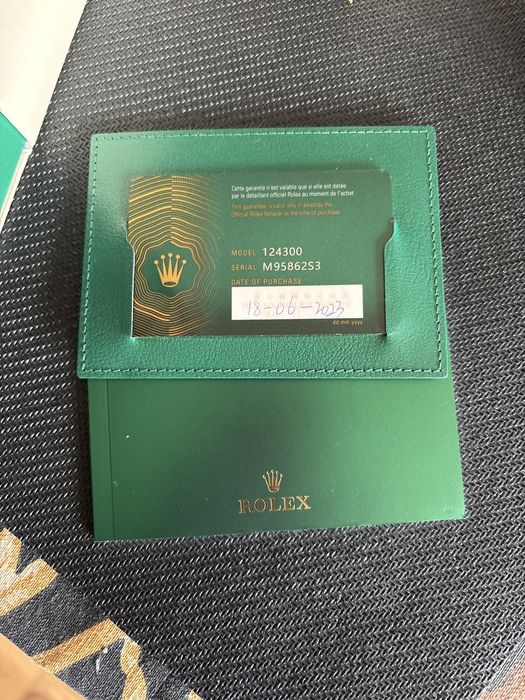 Cette garantie n'est valable que si elle est datée
par le détaillant officiel Rolex au moment de l'achat
This guarantee is valid only if dated by the
Official Rolex Retailer at the time of purchase
MODEL 124300
SERIAL M95862S3
DATE OF PURCHASE
18-06-2023
dd.mm.yyyy
ROLEX